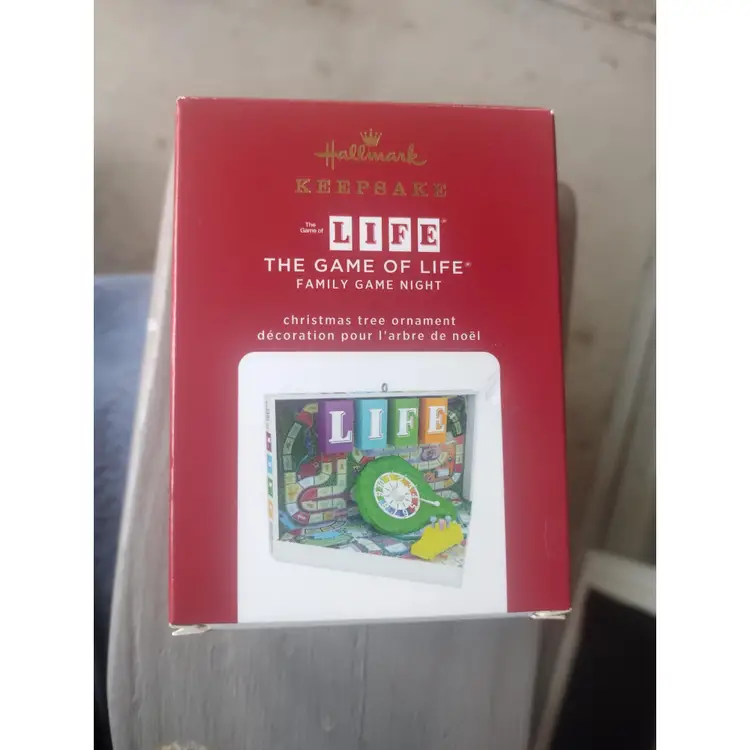 Hallmark
KEEPSAKE
The
Game of
LIFE®
THE GAME OF LIFE®
FAMILY GAME NIGHT
christmas tree ornament
décoration pour l'arbre de noël
LIFE